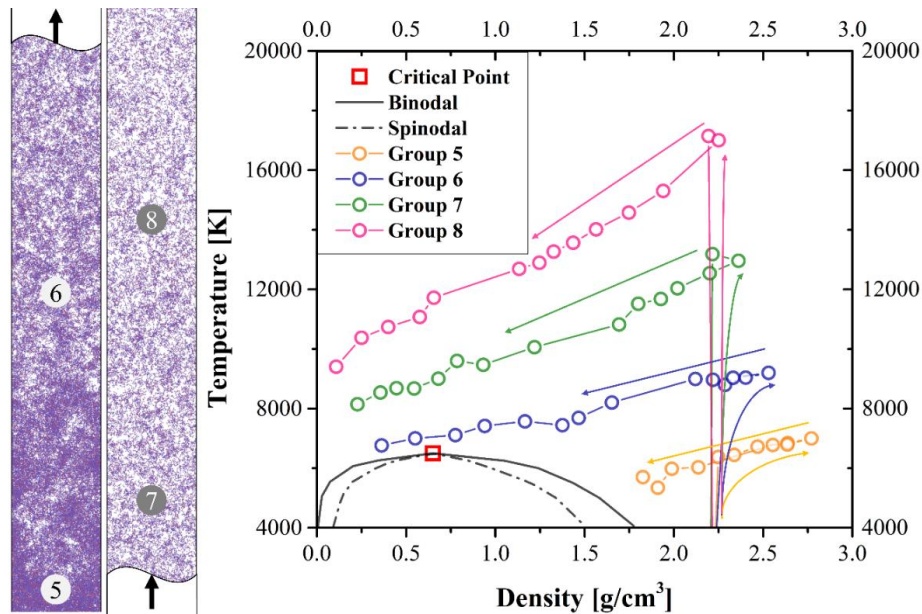 6
5
8
7
0.0 0.5 1.0 1.5 2.0 2.5 3.0
20000
16000
12000
8000
4000
Temperature [K]
Critical Point
Binodal
Spinodal
Group 5
Group 6
Group 7
Group 8
20000
16000
12000
8000
4000
0.0 0.5 1.0 1.5 2.0 2.5 3.0
Density [g/cm³]